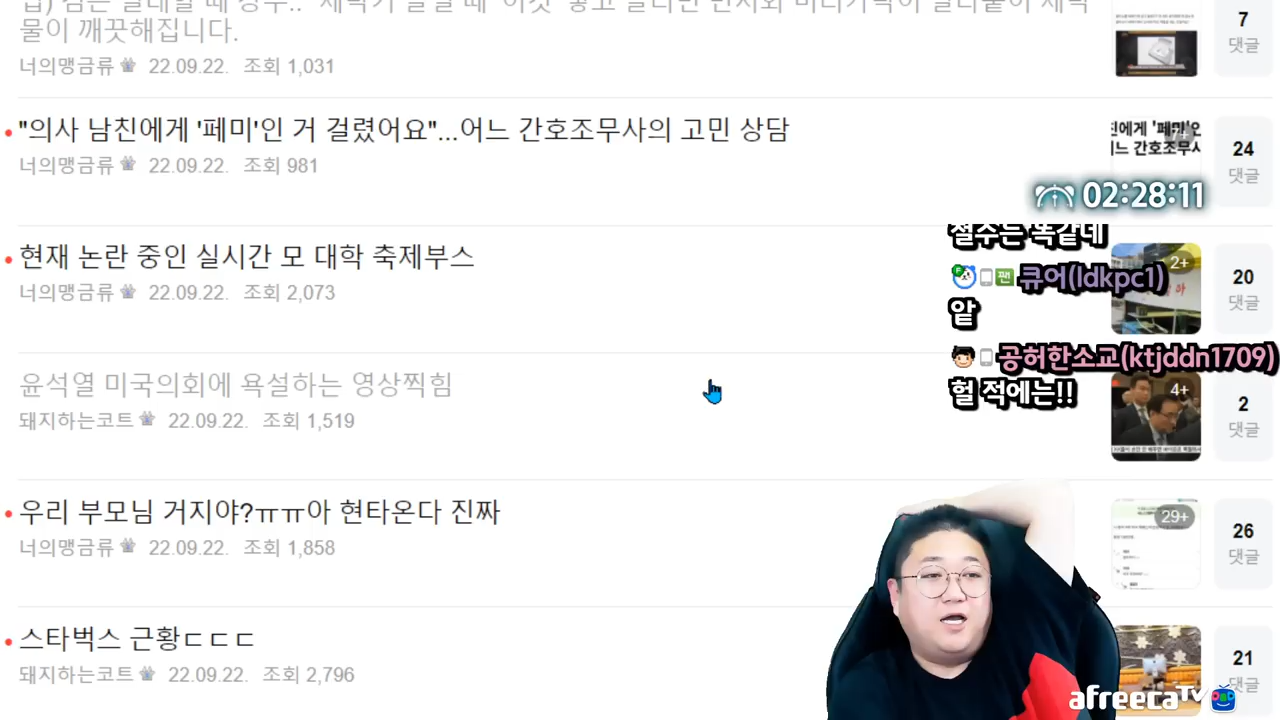 물이 깨끗해집니다.
너의맹금류 22.09.22. 조회 1,031
7
댓글
"의사 남친에게 '페미'인 거 걸렸어요"...어느 간호조무사의 고민 상담
너의맹금류 22.09.22. 조회 981
24
댓글
02:28:11
현재 논란 중인 실시간 모 대학 축제부스
너의맹금류 22.09.22. 조회 2,073
2+
20
댓글
철수는 똑같네
큐어(ldkpc1)
앝
공허한소교(ktjddn1709)
헐 적에는!!
윤석열 미국의회에 욕설하는 영상찍힘
돼지하는코트 22.09.22. 조회 1,519
4+
2
댓글
우리 부모님 거지야?ㅠㅠ아 현타온다 진짜
너의맹금류 22.09.22. 조회 1,858
29+
26
댓글
스타벅스 근황ㄷㄷㄷ
돼지하는코트 22.09.22. 조회 2,796
21
댓글
afreecaTV